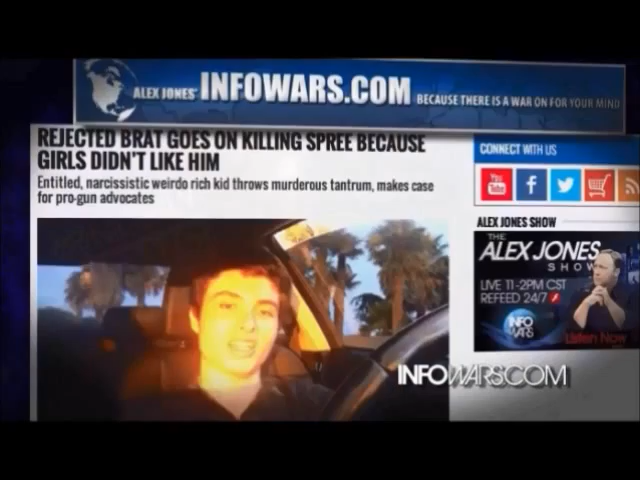 ALEX JONES' INFOWARS.COM BECAUSE THERE IS A WAR ON FOR YOUR MIND
REJECTED BRAT GOES ON KILLING SPREE BECAUSE
GIRLS DIDN'T LIKE HIM
Entitled, narcissistic weirdo rich kid throws murderous tantrum, makes case
for pro-gun advocates
CONNECT WITH US
You
Tube
ALEX JONES SHOW
THE
ALEX JONES
SHOW
LIVE 11-2PM CST
REFEED 24/7
INFO
WARS
Listen Now
INFOWARS.COM